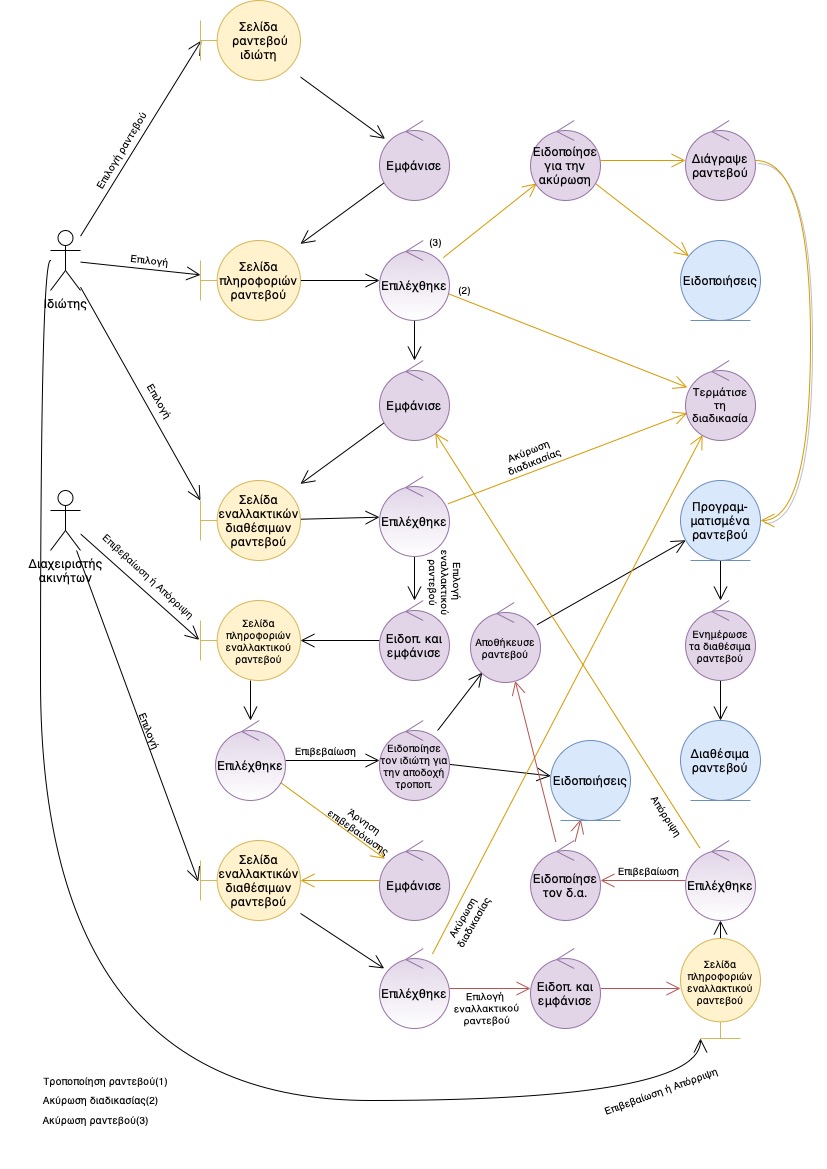 Σελίδα
ραντεβού
ιδιώτη
Επιλογή ραντεβού
Εμφάνισε
Ειδοποίησε
για την
ακύρωση
Διάγραψε
ραντεβού
Ιδιώτης
Επιλογή
Σελίδα
πληροφοριών
ραντεβού
(3)
Επιλέχθηκε
(2)
Ειδοποιήσεις
Επιλογή
Εμφάνισε
Τερμάτισε
τη
διαδικασία
Ακύρωση
διαδικασίας
Διαχειριστής
ακινήτων
Σελίδα
εναλλακτικών
διαθέσιμων
ραντεβού
Επιλέχθηκε
Προγραμ-
ματισμένα
ραντεβού
Επιβεβαίωση ή Απόρριψη
Επιλογή
εναλλακτικού
ραντεβού
Σελίδα
πληροφοριών
εναλλακτικού
ραντεβού
Ειδοπ. και
εμφάνισε
Αποθήκευσε
ραντεβού
Ενημέρωσε
τα διαθέσιμα
ραντεβού
Επιλογή
Επιλέχθηκε
Επιβεβαίωση
Ειδοποίησε
τον ιδιώτη για
την αποδοχή
τροποπ.
Ειδοποιήσεις
Διαθέσιμα
ραντεβού
Άρνηση
επιβεβαόιωσης
Απόρριψη
Σελίδα
εναλλακτικών
διαθέσιμων
ραντεβού
Εμφάνισε
Ειδοποίησε
τον δ.α.
Επιβεβαίωση
Επιλέχθηκε
Ακύρωση
διαδικασίας
Επιλέχθηκε
Επιλογή
εναλλακτικού
ραντεβού
Ειδοπ. και
εμφάνισε
Σελίδα
πληροφοριών
εναλλακτικού
ραντεβού
Επιβεβαίωση ή Απόρριψη
Τροποποίηση ραντεβού(1)
Ακύρωση διαδικασίας(2)
Ακύρωση ραντεβού(3)